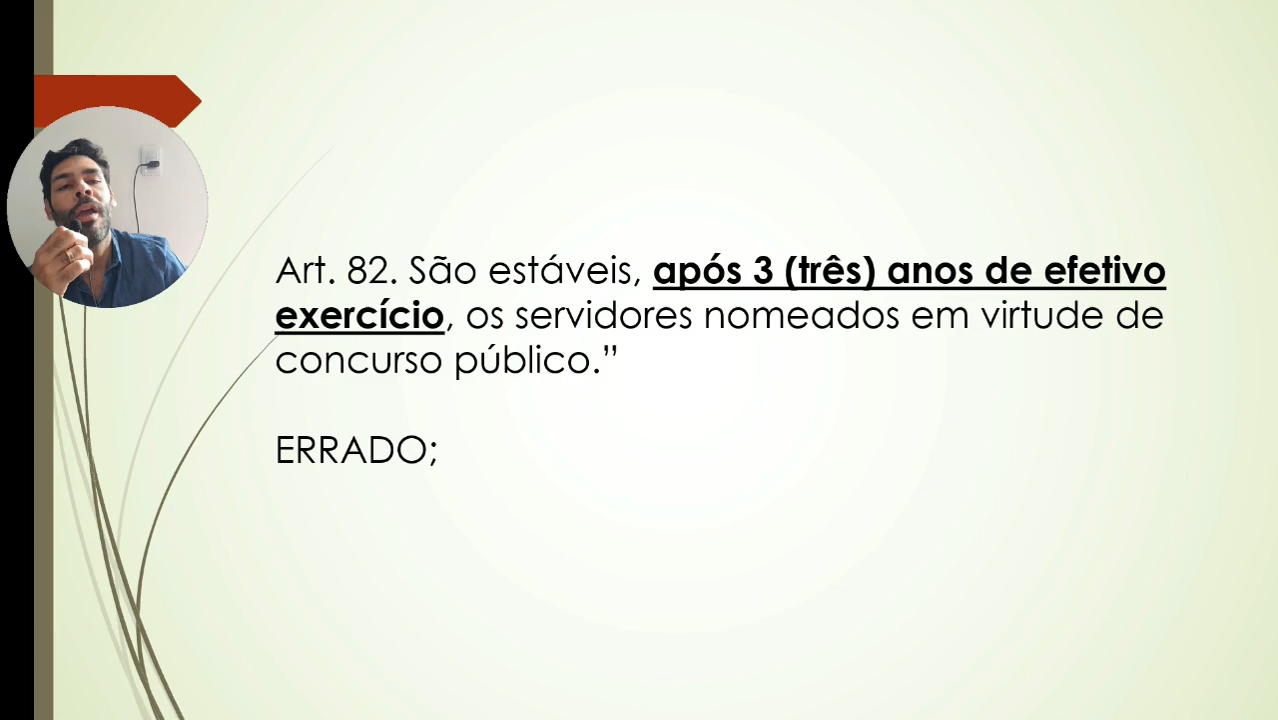 Art. 82. São estáveis, após 3 (três) anos de efetivo
exercício, os servidores nomeados em virtude de
concurso público.”
ERRADO;